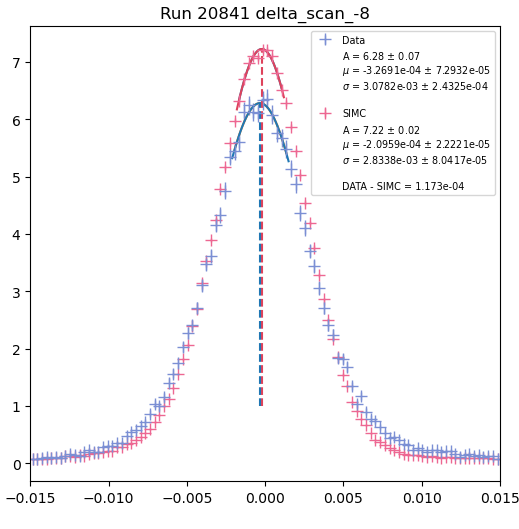 Run 20841 delta_scan_-8
Data
A = 6.28 ± 0.07
μ = -3.2691e-04 ± 7.2932e-05
σ = 3.0782e-03 ± 2.4325e-04
SIMC
A = 7.22 ± 0.02
μ = -2.0959e-04 ± 2.2221e-05
σ = 2.8338e-03 ± 8.0417e-05
DATA - SIMC = 1.173e-04
7
6
5
4
3
2
1
0
−0.015 −0.010 −0.005 0.000 0.005 0.010 0.015